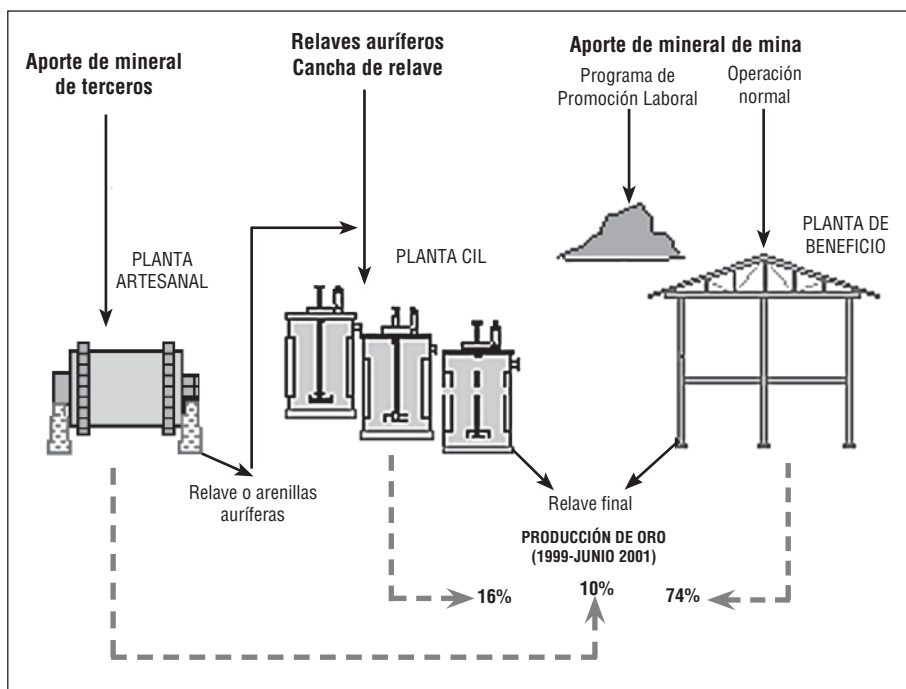 Aporte de mineral
de terceros
Relaves auríferos
Cancha de relave
Aporte de mineral de mina
Programa de
Promoción Laboral
Operación
normal
PLANTA
ARTESANAL
PLANTA CIL
PLANTA DE
BENEFICIO
Relave o arenillas
auríferas
Relave final
PRODUCCIÓN DE ORO
(1999-JUNIO 2001)
16%
10%
74%